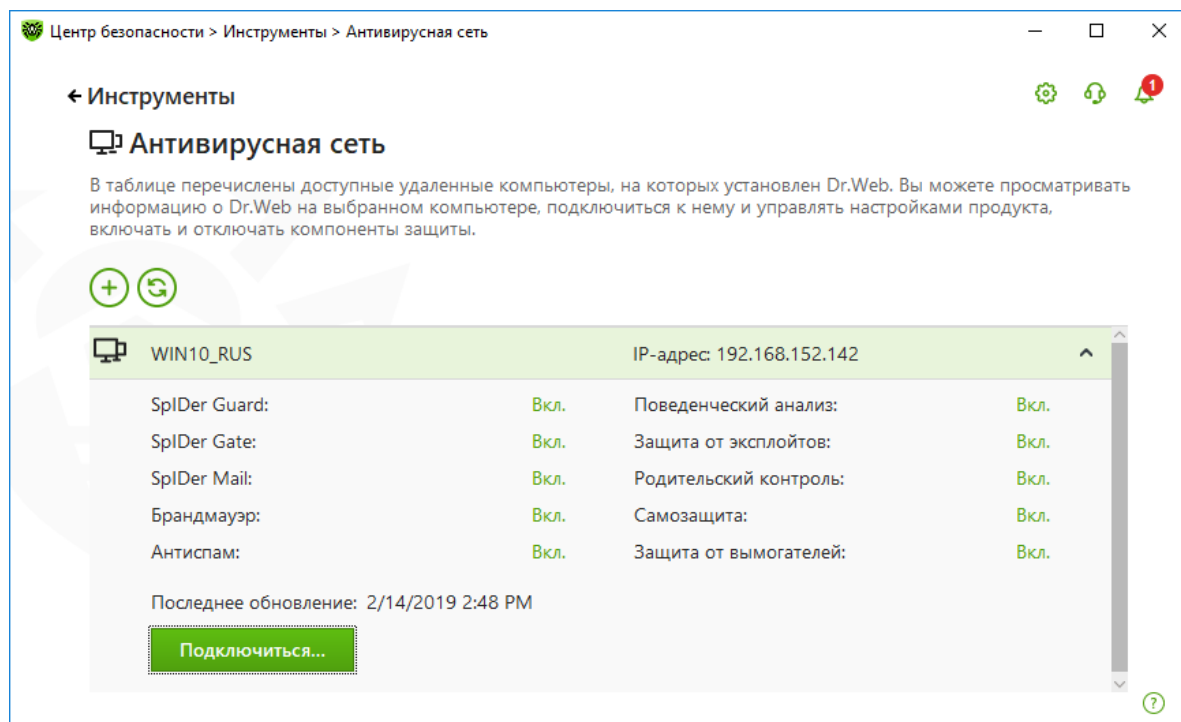 Центр безопасности > Инструменты > Антивирусная сеть
Инструменты
1
Антивирусная сеть
В таблице перечислены доступные удаленные компьютеры, на которых установлен Dr.Web. Вы можете просматривать
информацию о Dr.Web на выбранном компьютере, подключиться к нему и управлять настройками продукта,
включать и отключать компоненты защиты.
WIN10_RUS IP-адрес: 192.168.152.142
SpIDer Guard: Вкл. Поведенческий анализ: Вкл.
SpIDer Gate: Вкл. Защита от эксплойтов: Вкл.
SpIDer Mail: Вкл. Родительский контроль: Вкл.
Брандмауэр: Вкл. Самозащита: Вкл.
Антиспам: Вкл. Защита от вымогателей: Вкл.
Последнее обновление: 2/14/2019 2:48 PM
Подключиться...
?